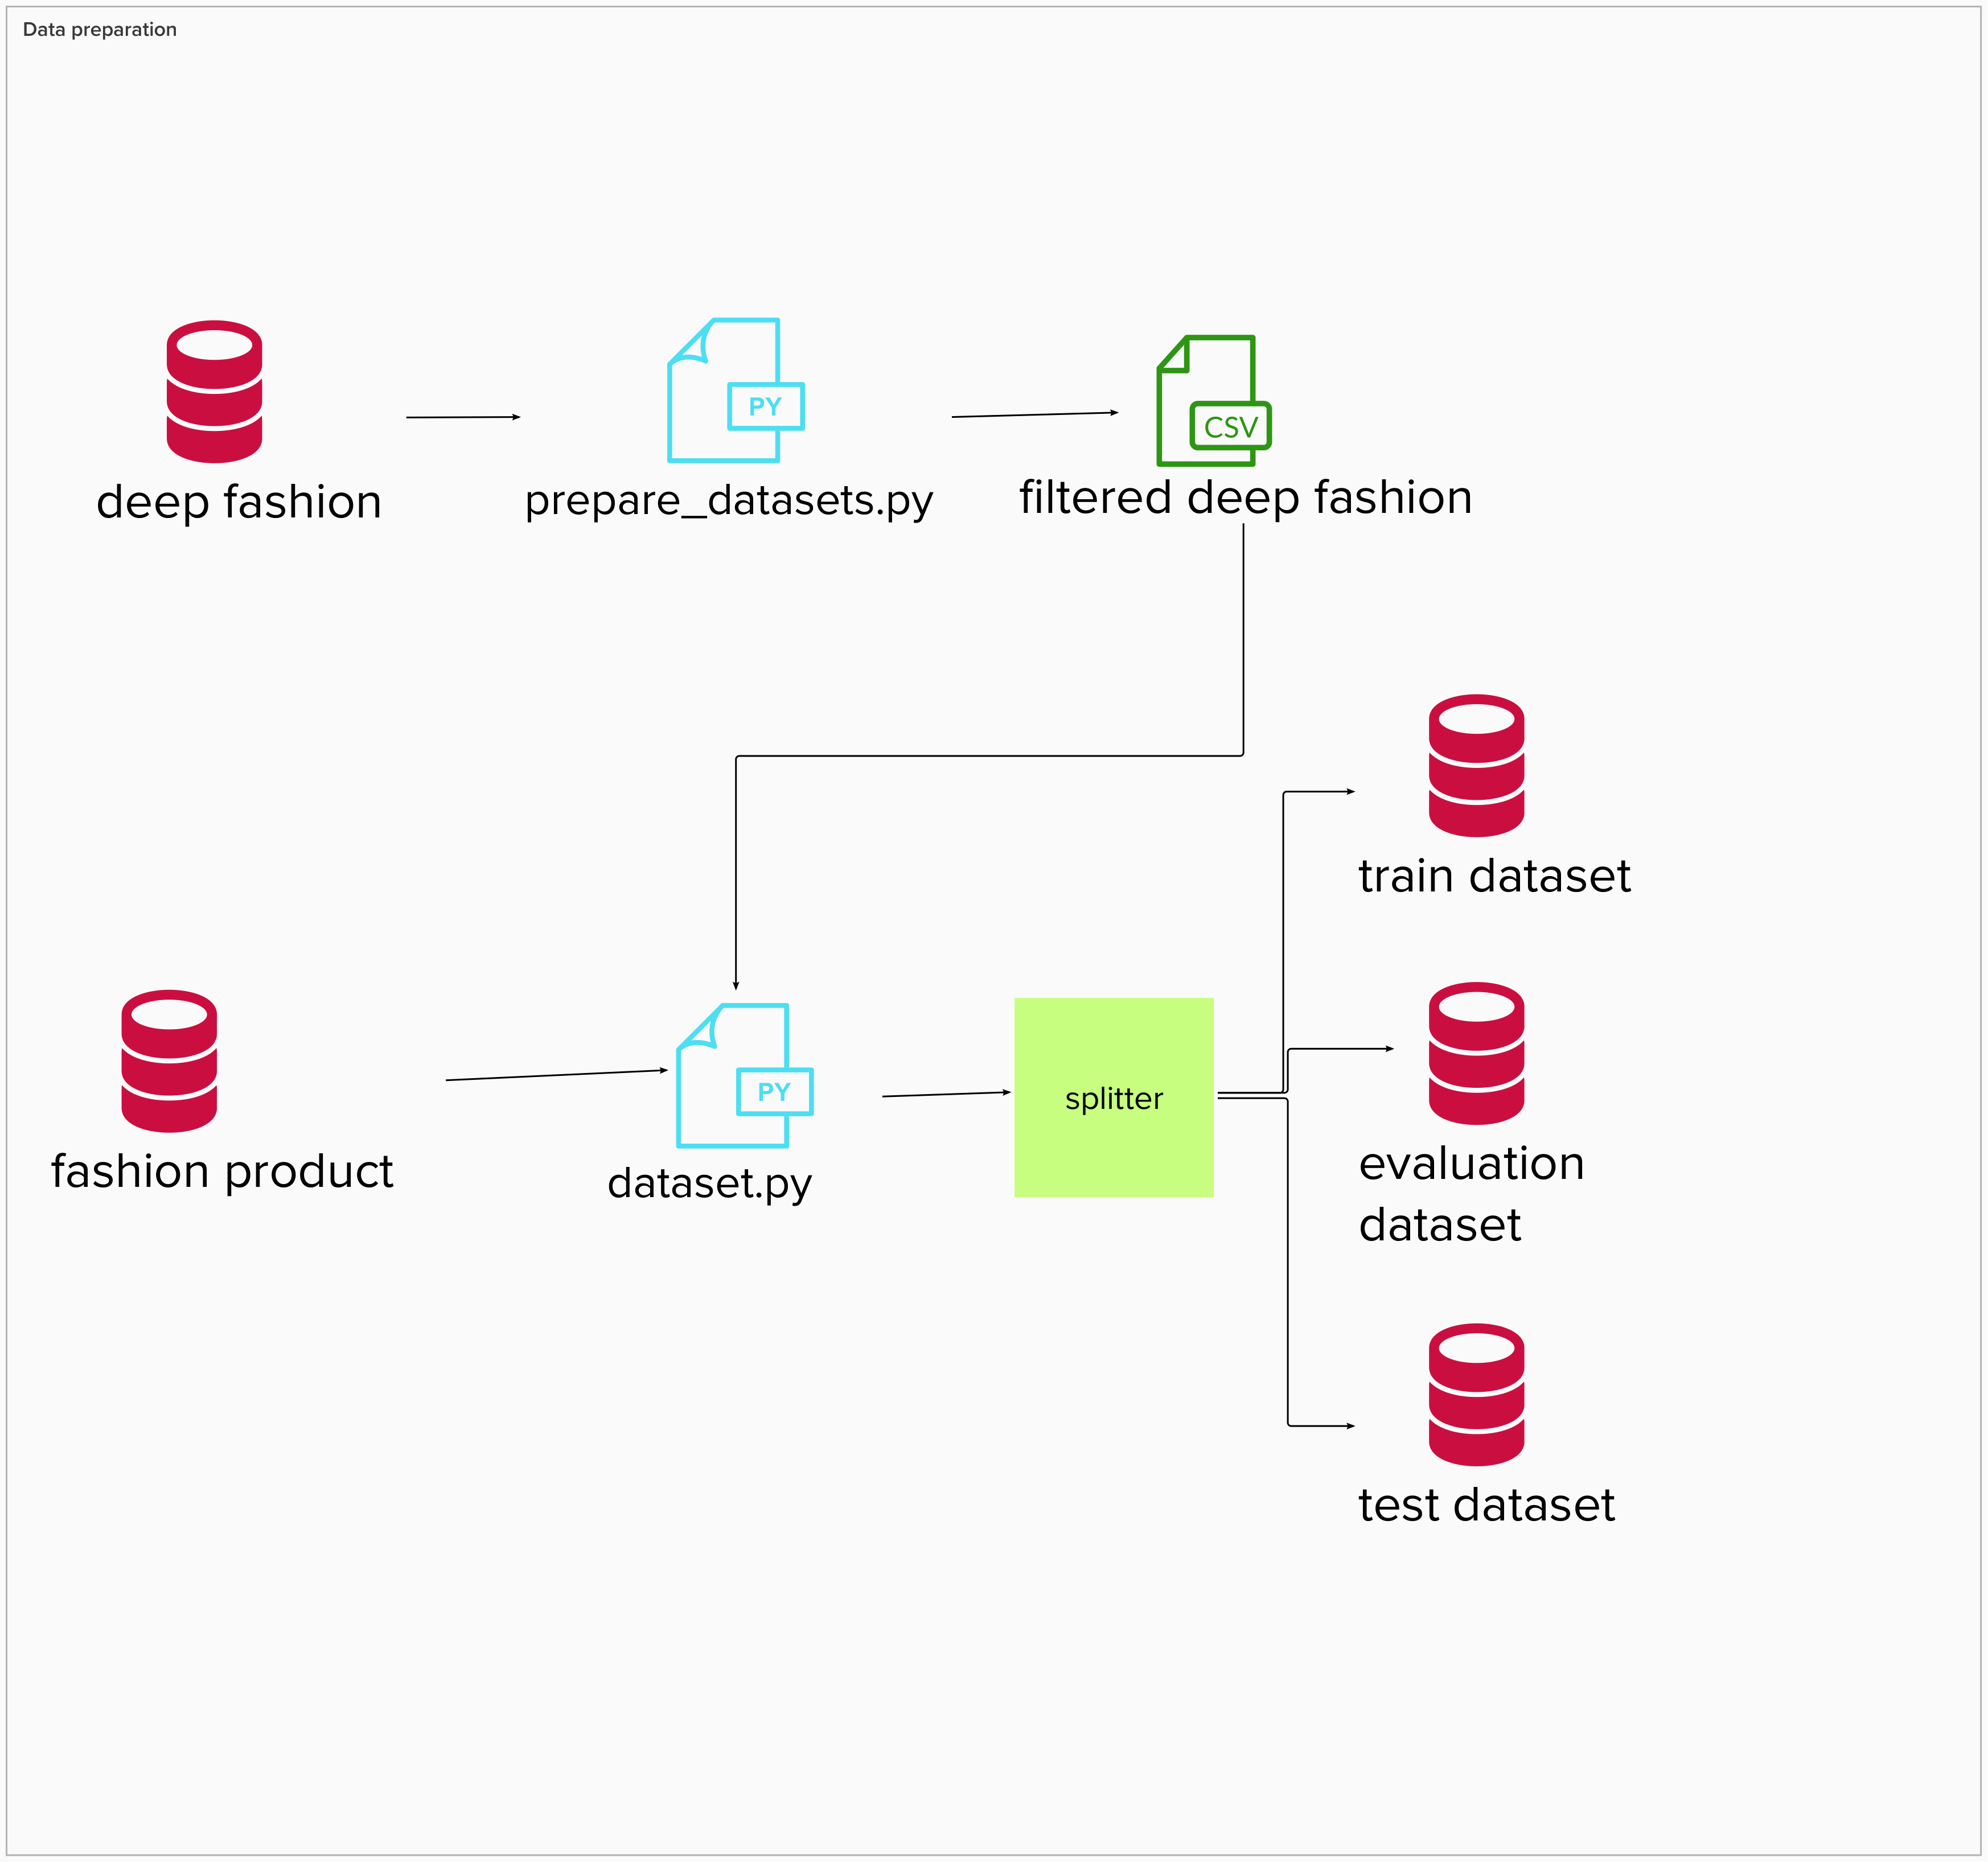 Data preparation
PY
CSV
deep fashion
prepare_datasets.py
filtered deep fashion
train dataset
PY
splitter
fashion product
dataset.py
evaluation
dataset
test dataset